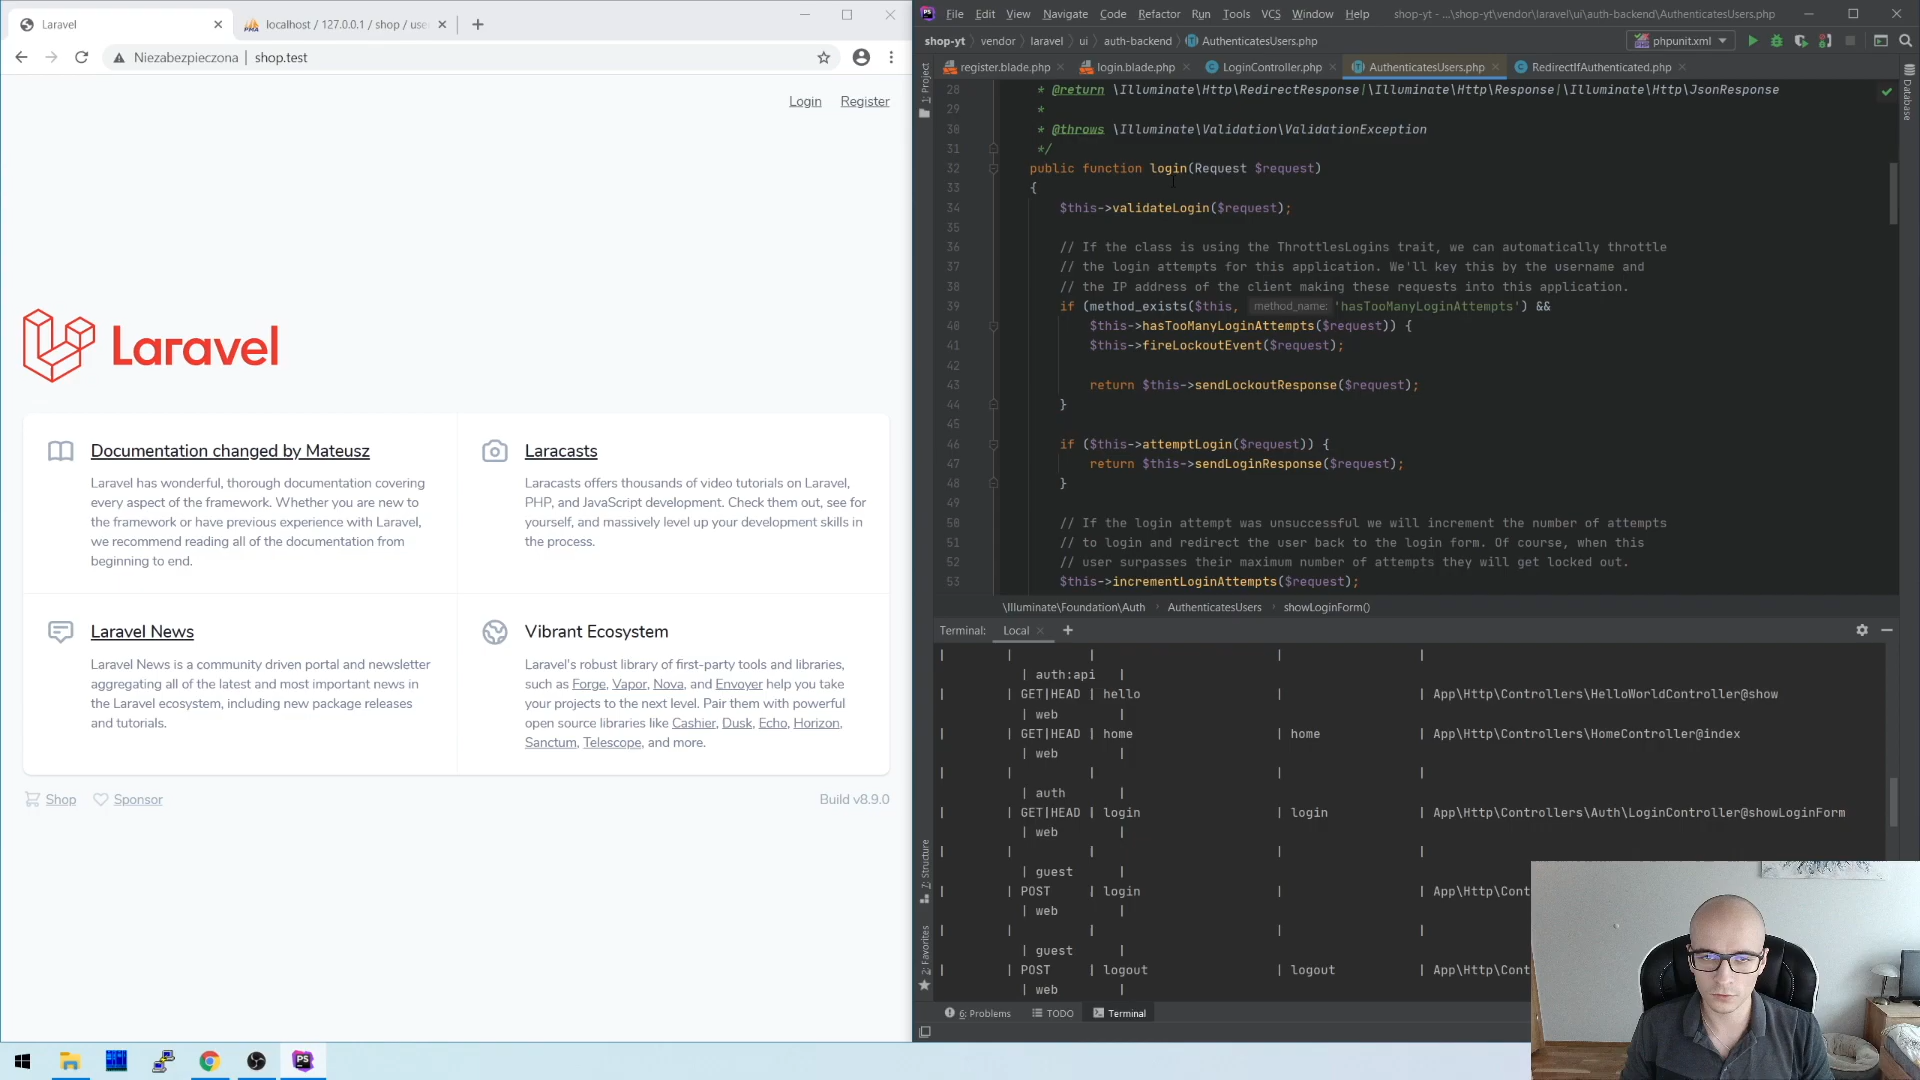 Laravel
localhost / 127.0.0.1 / shop / use
Niezabezpieczona
shop.test
Login Register
Laravel
Documentation changed by Mateusz
Laravel has wonderful, thorough documentation covering
every aspect of the framework. Whether you are new to
the framework or have previous experience with Laravel,
we recommend reading all of the documentation from
beginning to end.
Laracasts
Laracasts offers thousands of video tutorials on Laravel,
PHP, and JavaScript development. Check them out, see for
yourself, and massively level up your development skills in
the process.
Laravel News
Laravel News is a community driven portal and newsletter
aggregating all of the latest and most important news in
the Laravel ecosystem, including new package releases
and tutorials.
Vibrant Ecosystem
Laravel's robust library of first-party tools and libraries,
such as Forge, Vapor, Nova, and Envoyer help you take
your projects to the next level. Pair them with powerful
open source libraries like Cashier, Dusk, Echo, Horizon,
Sanctum, Telescope, and more.
Shop Sponsor
Build v8.9.0
PS File Edit View Navigate Code Refactor Run Tools VCS Window Help shop-yt - ...\shop-yt\vendor\laravel\ui\auth-backend\AuthenticatesUsers.php
shop-yt vendor laravel ui auth-backend AuthenticatesUsers.php
phpunit.xml
register.blade.php login.blade.php LoginController.php AuthenticatesUsers.php RedirectIfAuthenticated.php
1: Project
Database
28 * @return \Illuminate\Http\RedirectResponse|\Illuminate\Http\Response|\Illuminate\Http\JsonResponse
29 *
30 * @throws \Illuminate\Validation\ValidationException
31 */
32 public function login(Request $request)
33 {
34 $this->validateLogin($request);
35
36 // If the class is using the ThrottlesLogins trait, we can automatically throttle
37 // the login attempts for this application. We'll key this by the username and
38 // the IP address of the client making these requests into this application.
39 if (method_exists($this, method_name: 'hasTooManyLoginAttempts') &&
40 $this->hasTooManyLoginAttempts($request)) {
41 $this->fireLockoutEvent($request);
42
43 return $this->sendLockoutResponse($request);
44 }
45
46 if ($this->attemptLogin($request)) {
47 return $this->sendLoginResponse($request);
48 }
49
50 // If the login attempt was unsuccessful we will increment the number of attempts
51 // to login and redirect the user back to the login form. Of course, when this
52 // user surpasses their maximum number of attempts they will get locked out.
53 $this->incrementLoginAttempts($request);
\Illuminate\Foundation\Auth AuthenticatesUsers showLoginForm()
Terminal: Local
| | | | |
| auth:api |
| | GET|HEAD | hello | | App\Http\Controllers\HelloWorldController@show
| web |
| | GET|HEAD | home | home | App\Http\Controllers\HomeController@index
| web |
| | | | |
| auth |
| | GET|HEAD | login | login | App\Http\Controllers\Auth\LoginController@showLoginForm
| web |
| | | | |
| guest |
| | POST | login | | App\Http\Cont
| web |
| | | | |
| guest |
| | POST | logout | logout | App\Http\Cont
| web |
7: Structure
2: Favorites
6: Problems TODO Terminal
PS